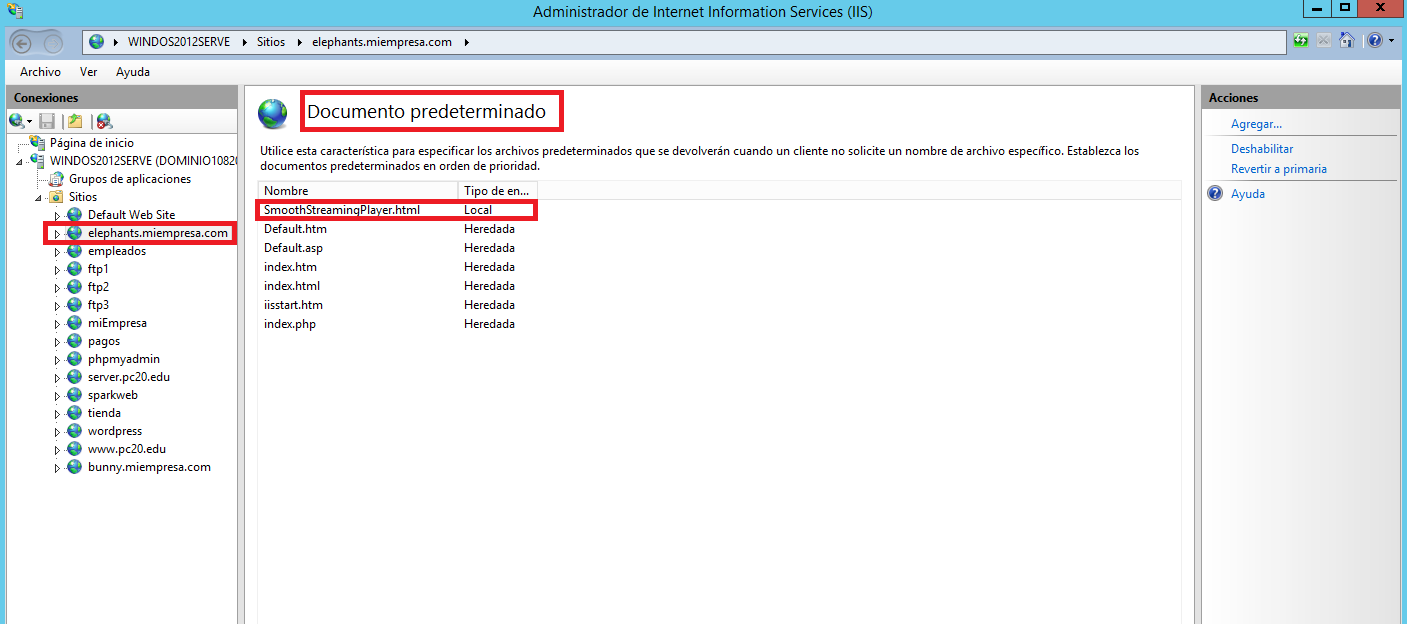 Administrador de Internet Information Services (IIS)
WINDOS2012SERVE Sitios elephants.miempresa.com
Archivo Ver Ayuda
Conexiones
Página de inicio
WINDOS2012SERVE (DOMINIO10820
Grupos de aplicaciones
Sitios
Default Web Site
elephants.miempresa.com
empleados
ftp1
ftp2
ftp3
miEmpresa
pagos
phpmyadmin
server.pc20.edu
sparkweb
tienda
wordpress
www.pc20.edu
bunny.miempresa.com
Documento predeterminado
Utilice esta característica para especificar los archivos predeterminados que se devolverán cuando un cliente no solicite un nombre de archivo específico. Establezca los
documentos predeterminados en orden de prioridad.
Nombre Tipo de en...
SmoothStreamingPlayer.html Local
Default.htm Heredada
Default.asp Heredada
index.htm Heredada
index.html Heredada
iisstart.htm Heredada
index.php Heredada
Acciones
Agregar...
Deshabilitar
Revertir a primaria
Ayuda